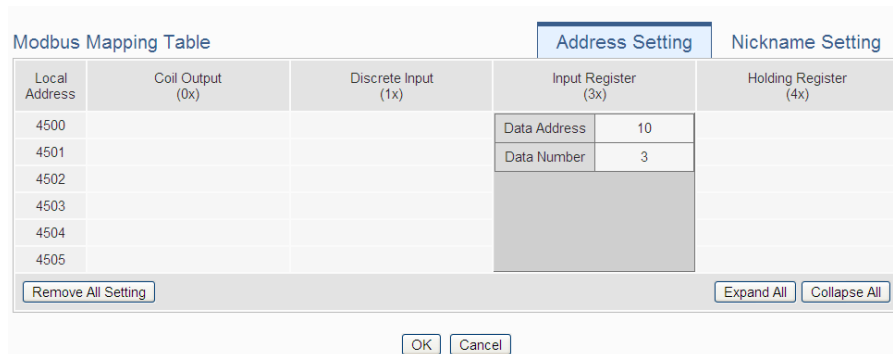 Modbus Mapping Table Address Setting Nickname Setting
Local Address Coil Output (0x) Discrete Input (1x) Input Register (3x) Holding Register (4x)
4500 Data Address 10
4501 Data Number 3
4502
4503
4504
4505
Remove All Setting Expand All Collapse All
OK Cancel